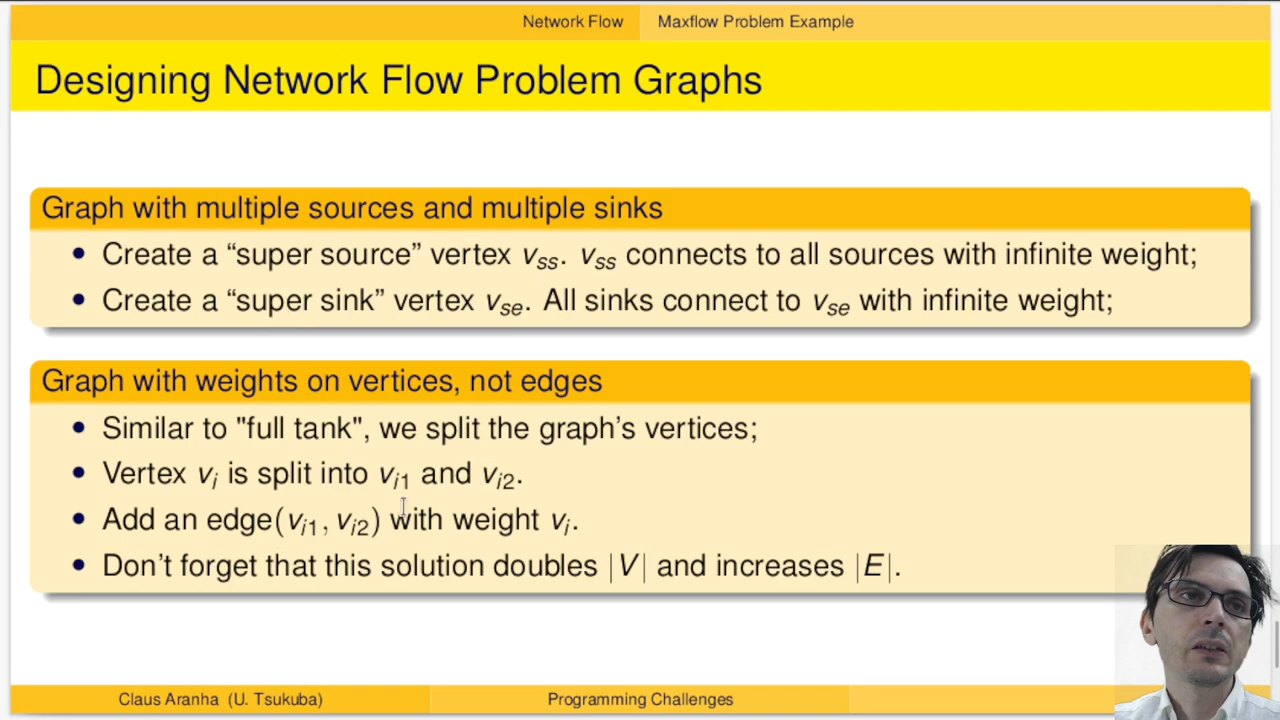 Network Flow Maxflow Problem Example
Designing Network Flow Problem Graphs
Graph with multiple sources and multiple sinks
• Create a “super source” vertex vss. vss connects to all sources with infinite weight;
• Create a “super sink” vertex vse. All sinks connect to vse with infinite weight;
Graph with weights on vertices, not edges
• Similar to "full tank", we split the graph’s vertices;
• Vertex vi is split into vi1 and vi2.
• Add an edge(vi1, vi2) with weight vi.
• Don’t forget that this solution doubles |V| and increases |E|.
Claus Aranha (U. Tsukuba) Programming Challenges